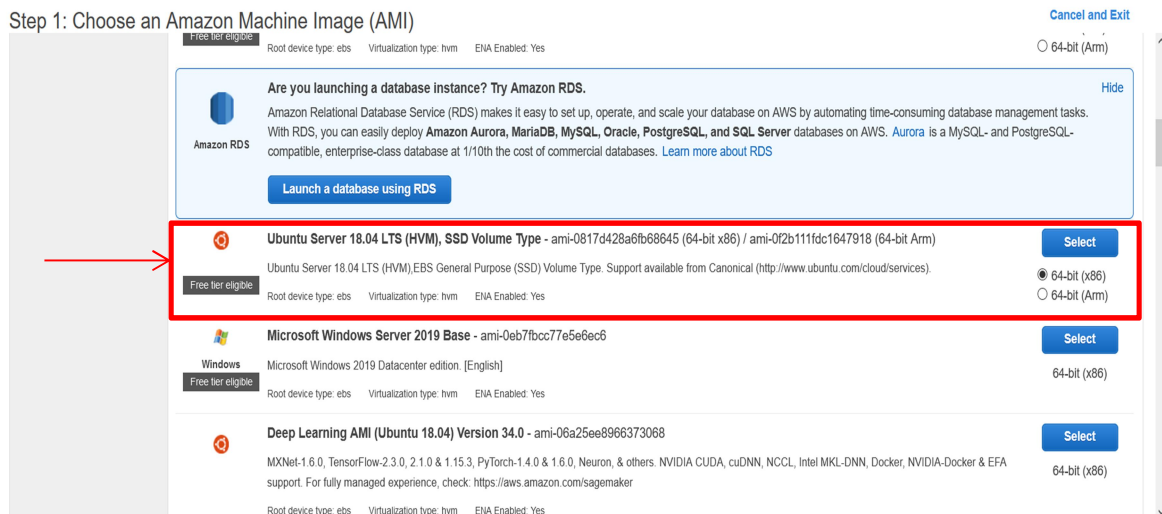 Step 1: Choose an Amazon Machine Image (AMI)
Cancel and Exit
Free tier eligible
Root device type: ebs Virtualization type: hvm ENA Enabled: Yes
64-bit (Arm)
Are you launching a database instance? Try Amazon RDS.
Hide
Amazon RDS
Amazon Relational Database Service (RDS) makes it easy to set up, operate, and scale your database on AWS by automating time-consuming database management tasks.
With RDS, you can easily deploy Amazon Aurora, MariaDB, MySQL, Oracle, PostgreSQL, and SQL Server databases on AWS. Aurora is a MySQL- and PostgreSQL-
compatible, enterprise-class database at 1/10th the cost of commercial databases. Learn more about RDS
Launch a database using RDS
Ubuntu Server 18.04 LTS (HVM), SSD Volume Type - ami-0817d428a6fb68645 (64-bit x86) / ami-0f2b111fdc1647918 (64-bit Arm)
Select
Ubuntu Server 18.04 LTS (HVM),EBS General Purpose (SSD) Volume Type. Support available from Canonical (http://www.ubuntu.com/cloud/services).
64-bit (x86)
Free tier eligible
Root device type: ebs Virtualization type: hvm ENA Enabled: Yes
64-bit (Arm)
Microsoft Windows Server 2019 Base - ami-0eb7fbcc77e5e6ec6
Select
Windows
Microsoft Windows 2019 Datacenter edition. [English]
64-bit (x86)
Free tier eligible
Root device type: ebs Virtualization type: hvm ENA Enabled: Yes
Deep Learning AMI (Ubuntu 18.04) Version 34.0 - ami-06a25ee8966373068
Select
MXNet-1.6.0, TensorFlow-2.3.0, 2.1.0 & 1.15.3, PyTorch-1.4.0 & 1.6.0, Neuron, & others. NVIDIA CUDA, cuDNN, NCCL, Intel MKL-DNN, Docker, NVIDIA-Docker & EFA
64-bit (x86)
support. For fully managed experience, check: https://aws.amazon.com/sagemaker
Root device type: ebs Virtualization type: hvm ENA Enabled: Yes